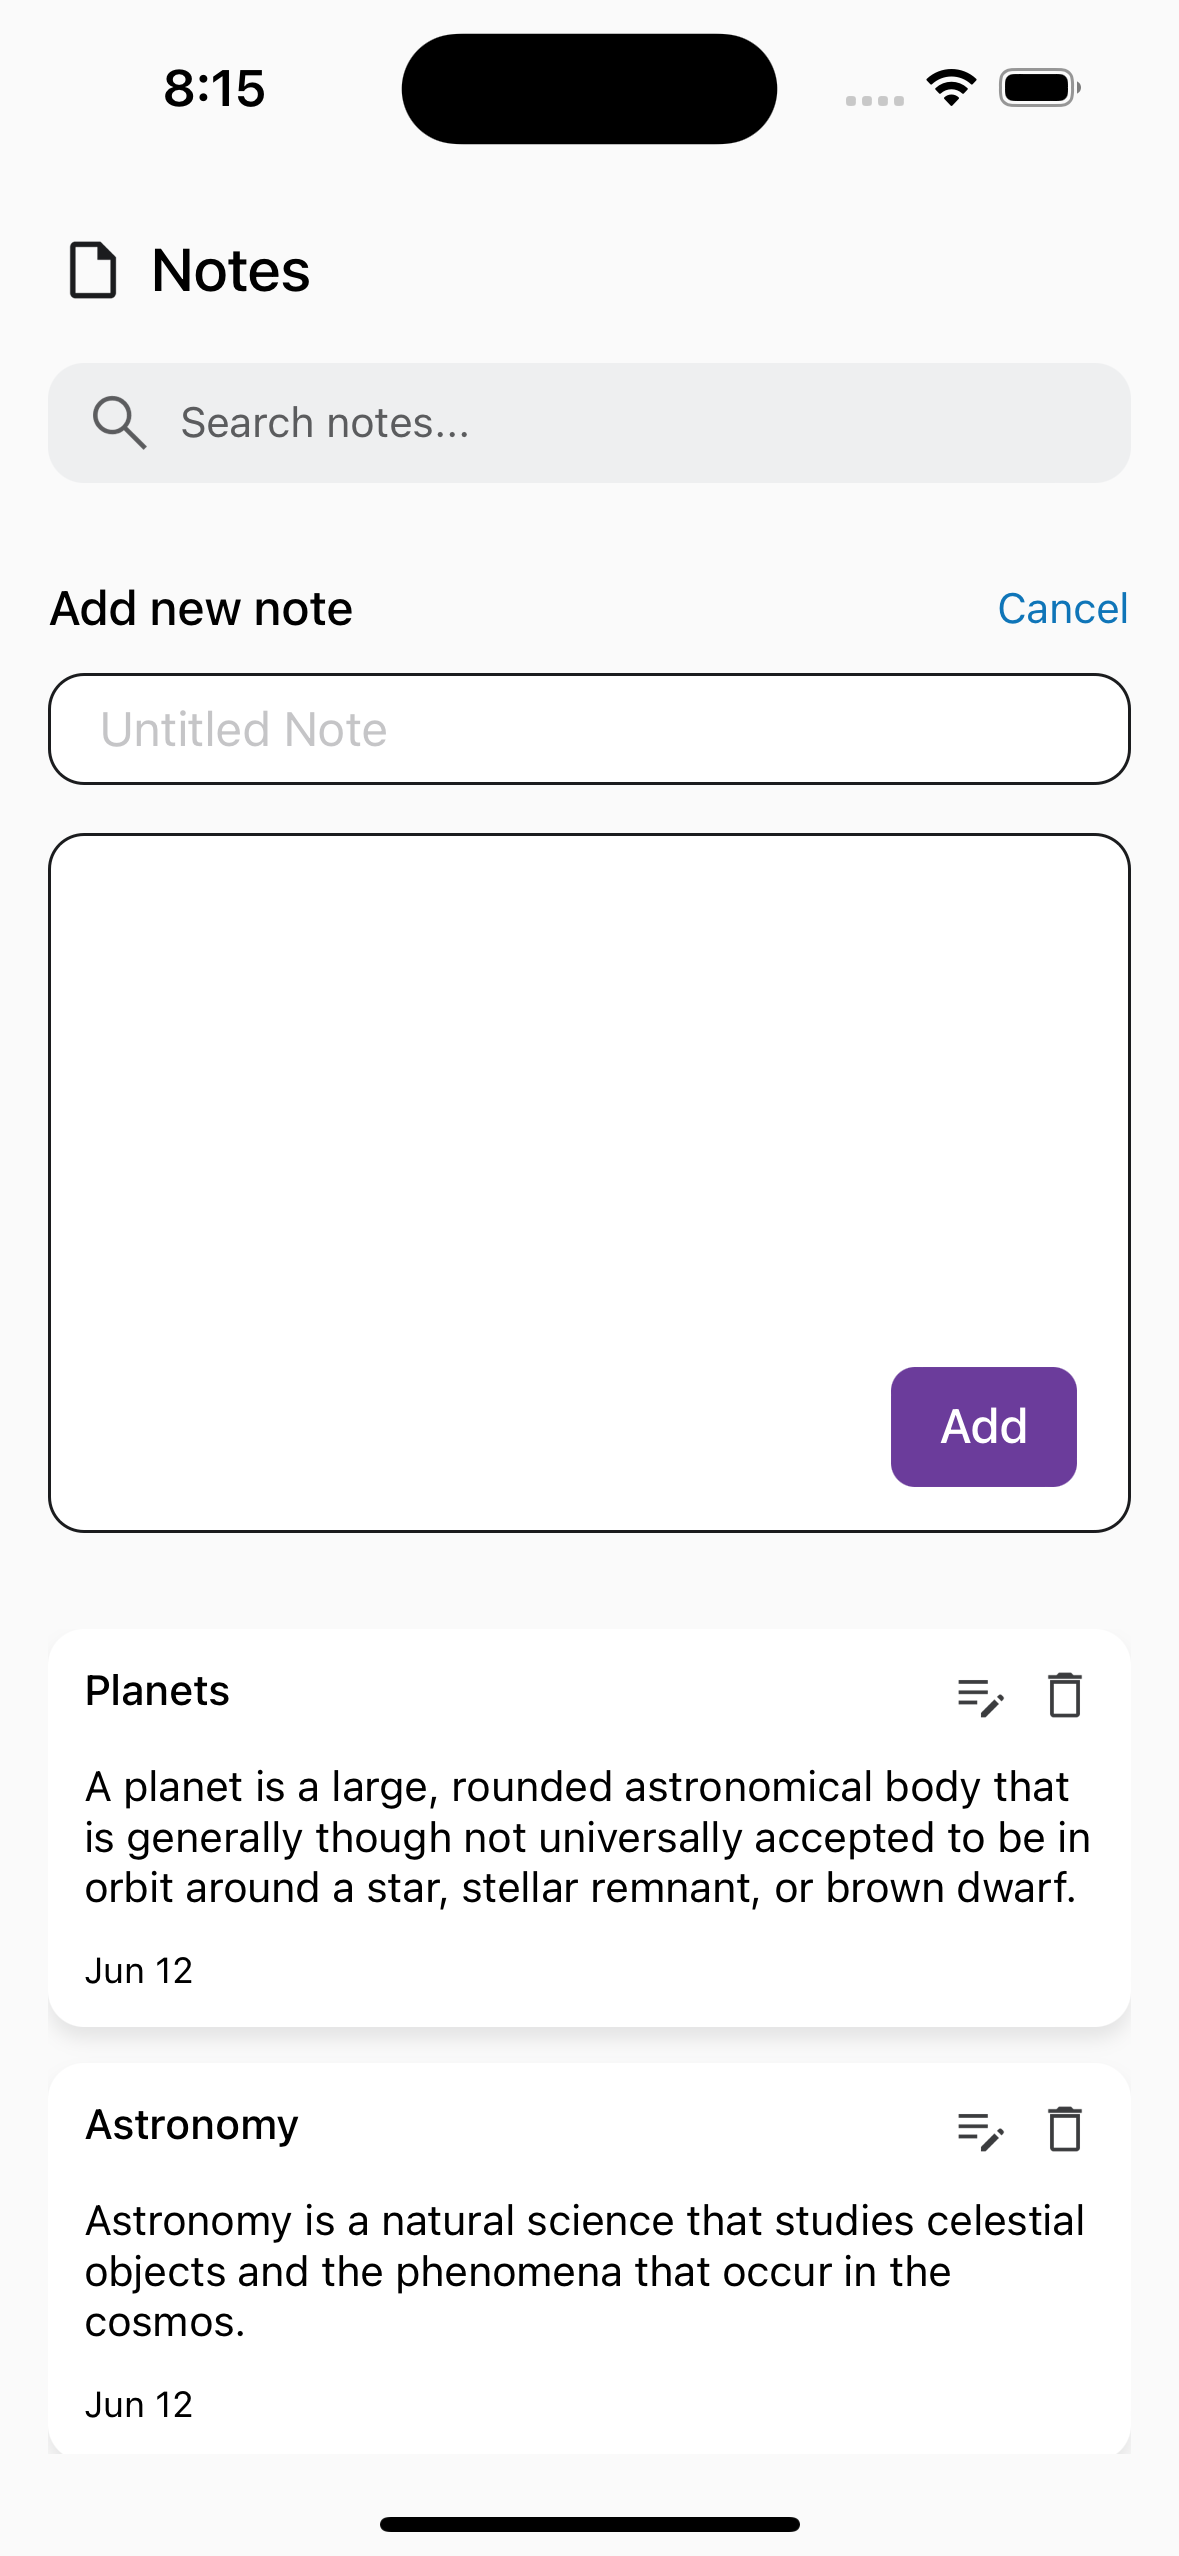 8:15
Notes
Search notes...
Add new note
Cancel
Untitled Note
Add
Planets
A planet is a large, rounded astronomical body that
is generally though not universally accepted to be in
orbit around a star, stellar remnant, or brown dwarf.
Jun 12
Astronomy
Astronomy is a natural science that studies celestial
objects and the phenomena that occur in the
cosmos.
Jun 12